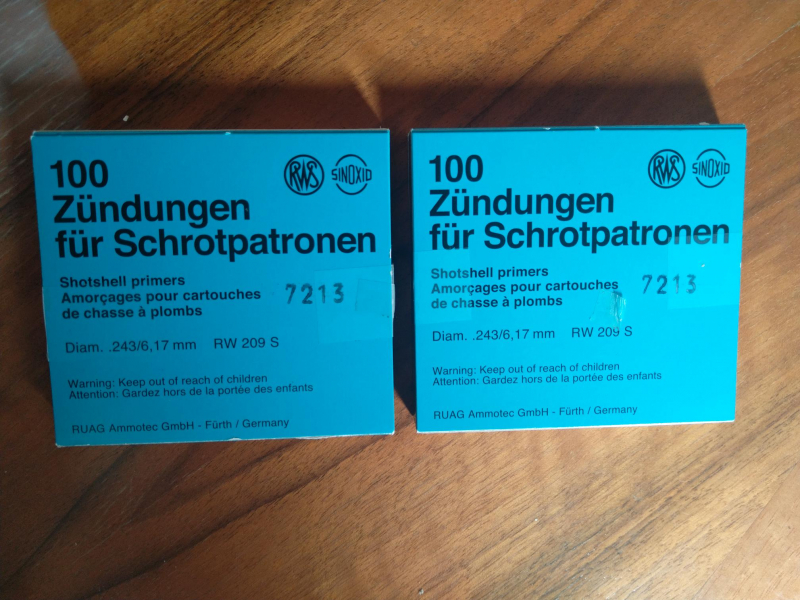 100
Zündungen
für Schrotpatronen
RWS
SINOXID
Shotshell primers
Amorçages pour cartouches
de chasse à plombs
7213
Diam. .243/6,17 mm RW 209 S
Warning: Keep out of reach of children
Attention: Gardez hors de la portée des enfants
RUAG Ammotec GmbH - Fürth / Germany
100
Zündungen
für Schrotpatronen
RWS
SINOXID
Shotshell primers
Amorçages pour cartouches
de chasse à plombs
7213
Diam. .243/6,17 mm RW 209 S
Warning: Keep out of reach of children
Attention: Gardez hors de la portée des enfants
RUAG Ammotec GmbH - Fürth / Germany